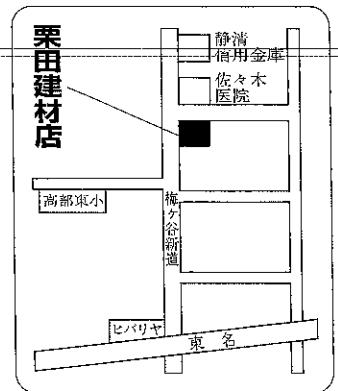 栗田建材店
静清
信用金庫
佐々木
医院
高部東小
梅ヶ谷新道
ヒバリヤ
東名